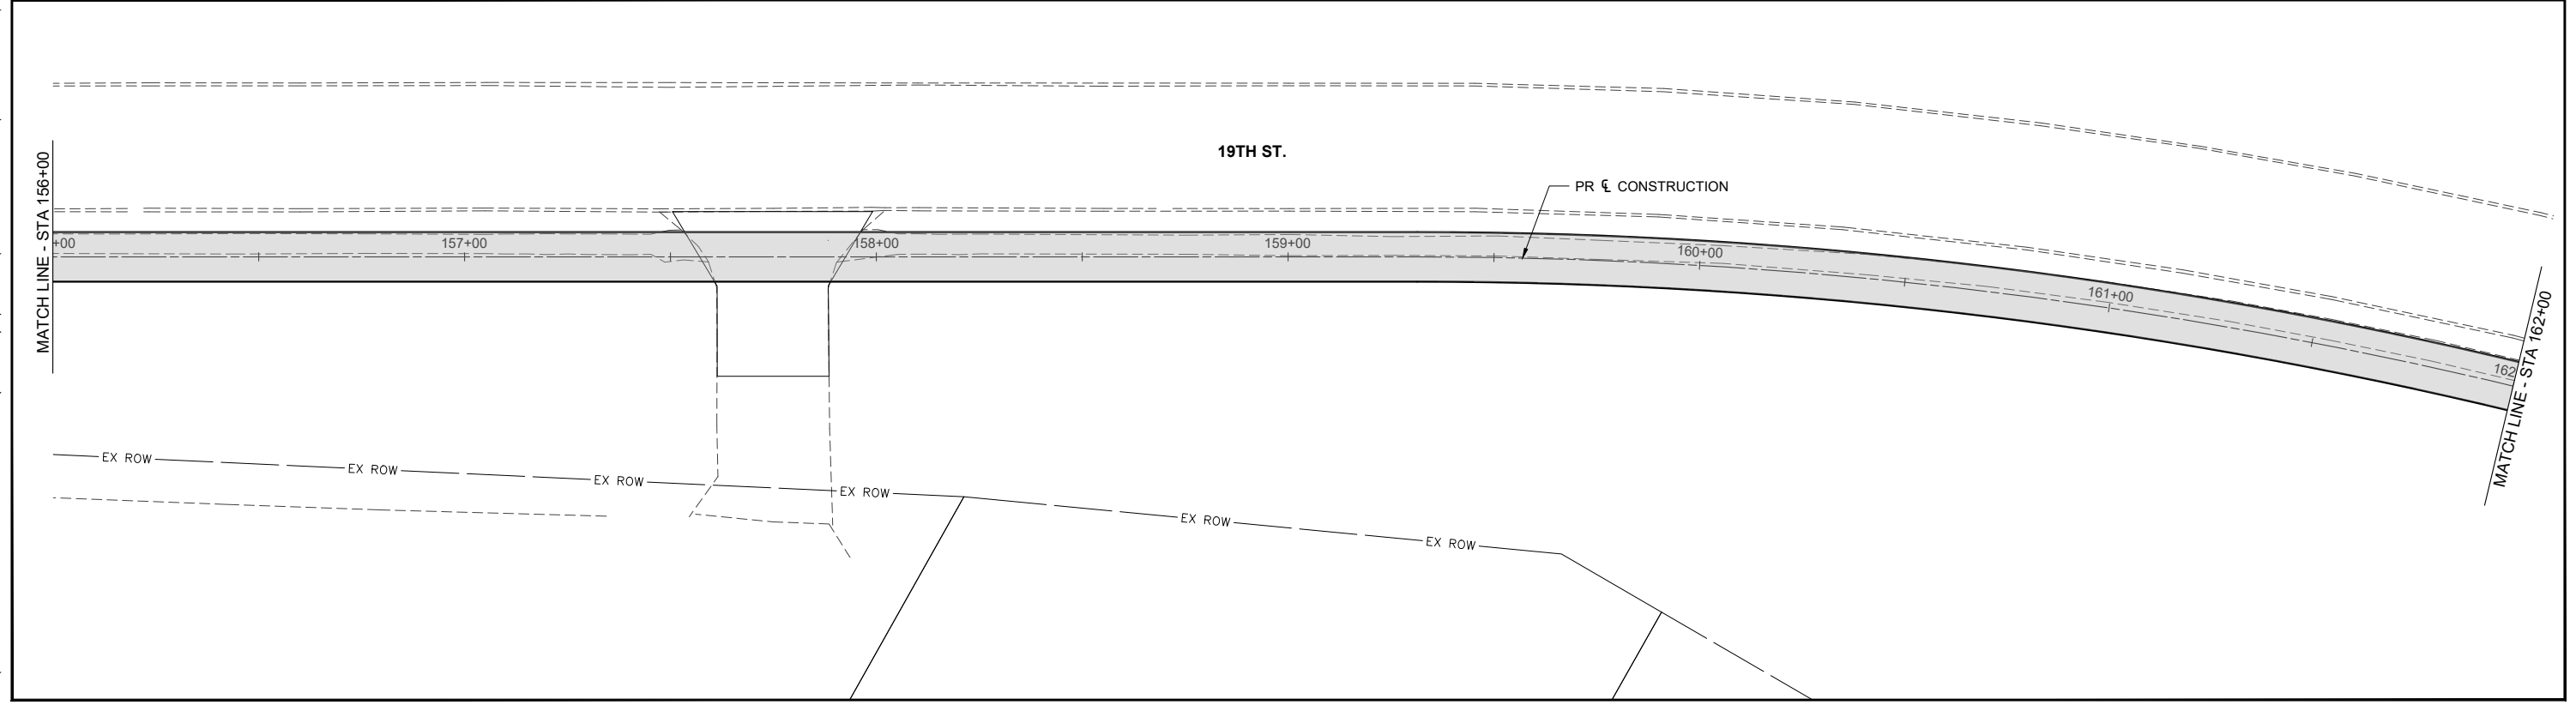 19TH ST.
PR ℄ CONSTRUCTION
MATCH LINE - STA 156+00
+00
157+00
158+00
159+00
160+00
161+00
162
MATCH LINE - STA 162+00
EX ROW
EX ROW
EX ROW
EX ROW
EX ROW
EX ROW